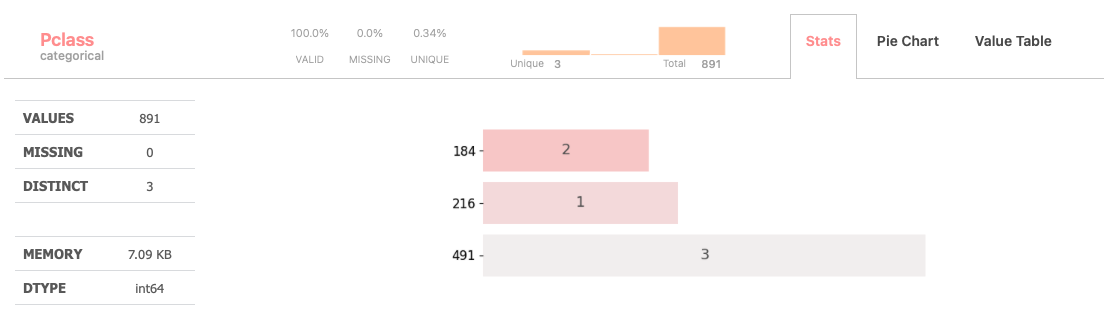 Pclass
categorical
100.0% 0.0% 0.34%
VALID MISSING UNIQUE
Unique 3 Total 891
Stats Pie Chart Value Table
VALUES 891
MISSING 0
DISTINCT 3
MEMORY 7.09 KB
DTYPE int64
184 2
216 1
491 3